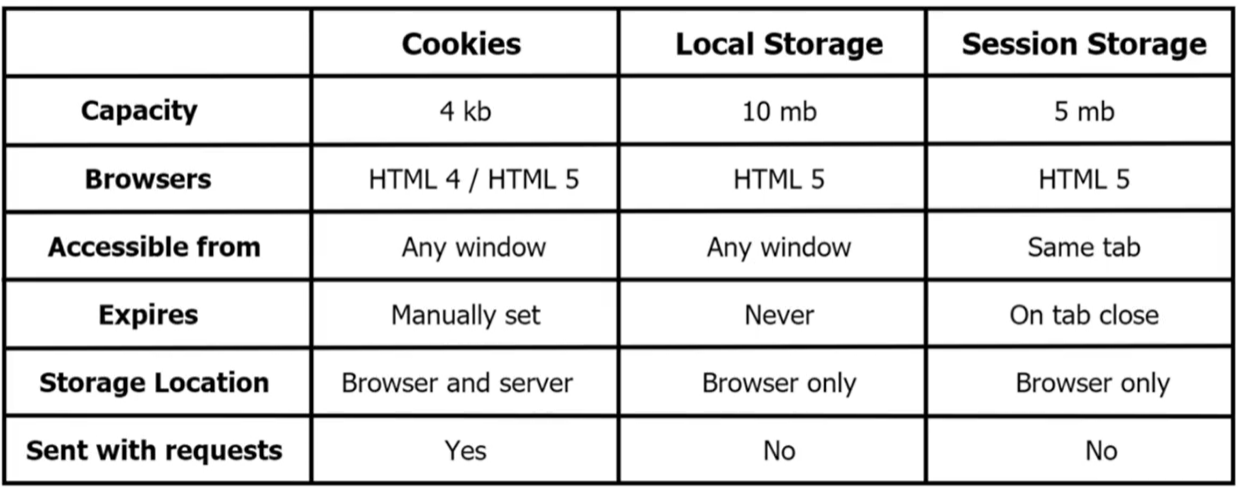 Cookies Local Storage Session Storage
Capacity 4 kb 10 mb 5 mb
Browsers HTML 4 / HTML 5 HTML 5 HTML 5
Accessible from Any window Any window Same tab
Expires Manually set Never On tab close
Storage Location Browser and server Browser only Browser only
Sent with requests Yes No No